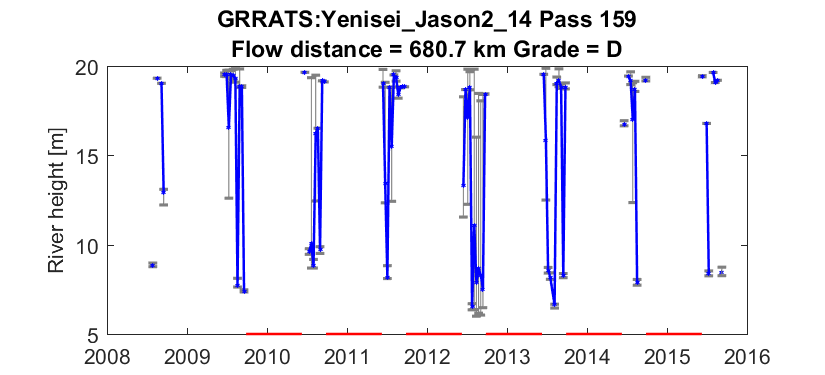 GRRATS:Yenisei_Jason2_14 Pass 159
Flow distance = 680.7 km Grade = D
River height [m]
20
15
10
5
2008 2009 2010 2011 2012 2013 2014 2015 2016